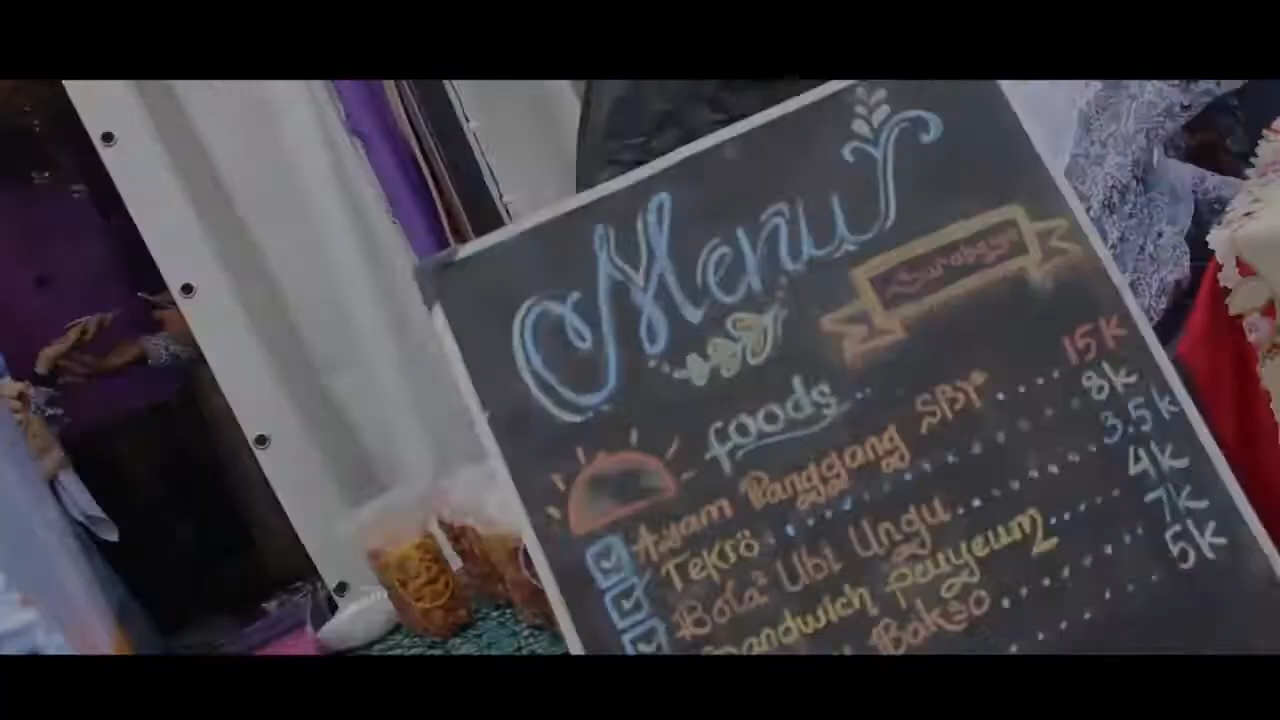 Menu
Surabaya
foods
Ayam Panggang SBY 15k
Tekro 8k
Bola² Ubi Ungu 3.5k
Sandwich peuyeum 4k
Bakso 7k
5k